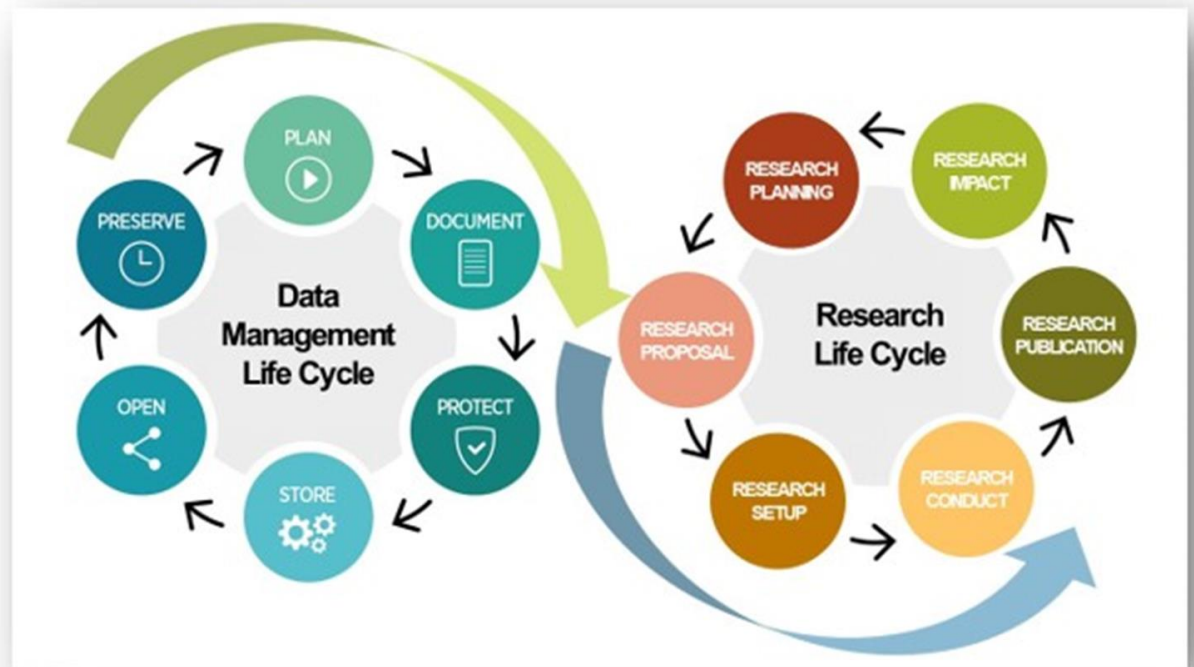 PLAN
DOCUMENT
PROTECT
STORE
OPEN
PRESERVE
Data
Management
Life Cycle
RESEARCH
PLANNING
RESEARCH
PROPOSAL
RESEARCH
SETUP
RESEARCH
CONDUCT
RESEARCH
PUBLICATION
RESEARCH
IMPACT
Research
Life Cycle